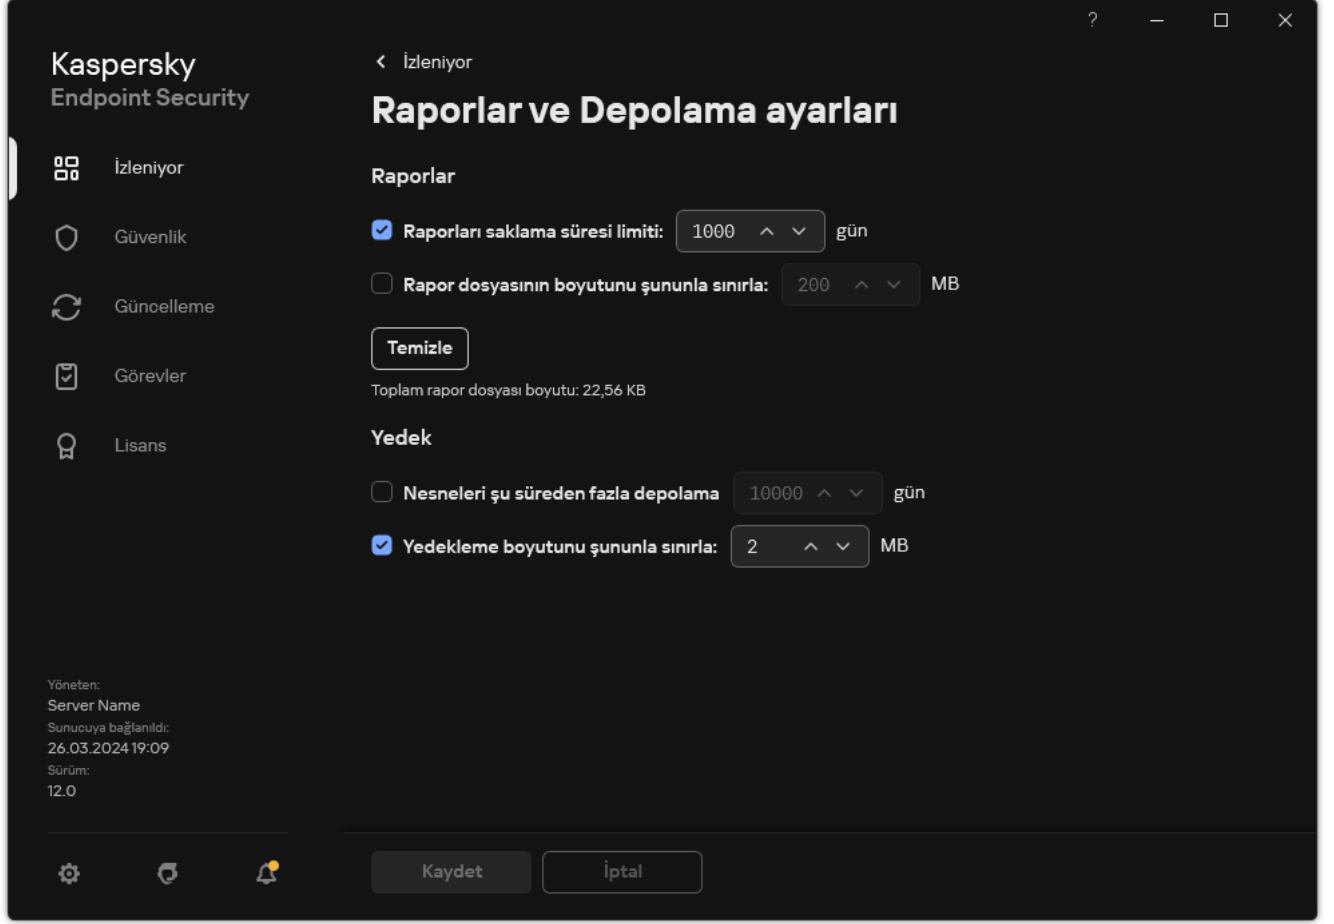 ?
Kaspersky
Endpoint Security
İzleniyor
Güvenlik
Güncelleme
Görevler
Lisans
Yöneten:
Server Name
Sunucuya bağlanıldı:
26.03.2024 19:09
Sürüm:
12.0
İzleniyor
Raporlar ve Depolama ayarları
Raporlar
Raporları saklama süresi limiti: 1000 gün
Rapor dosyasının boyutunu şununla sınırla: 200 MB
Temizle
Toplam rapor dosyası boyutu: 22,56 KB
Yedek
Nesneleri şu süreden fazla depolama 10000 gün
Yedekleme boyutunu şununla sınırla: 2 MB
Kaydet İptal